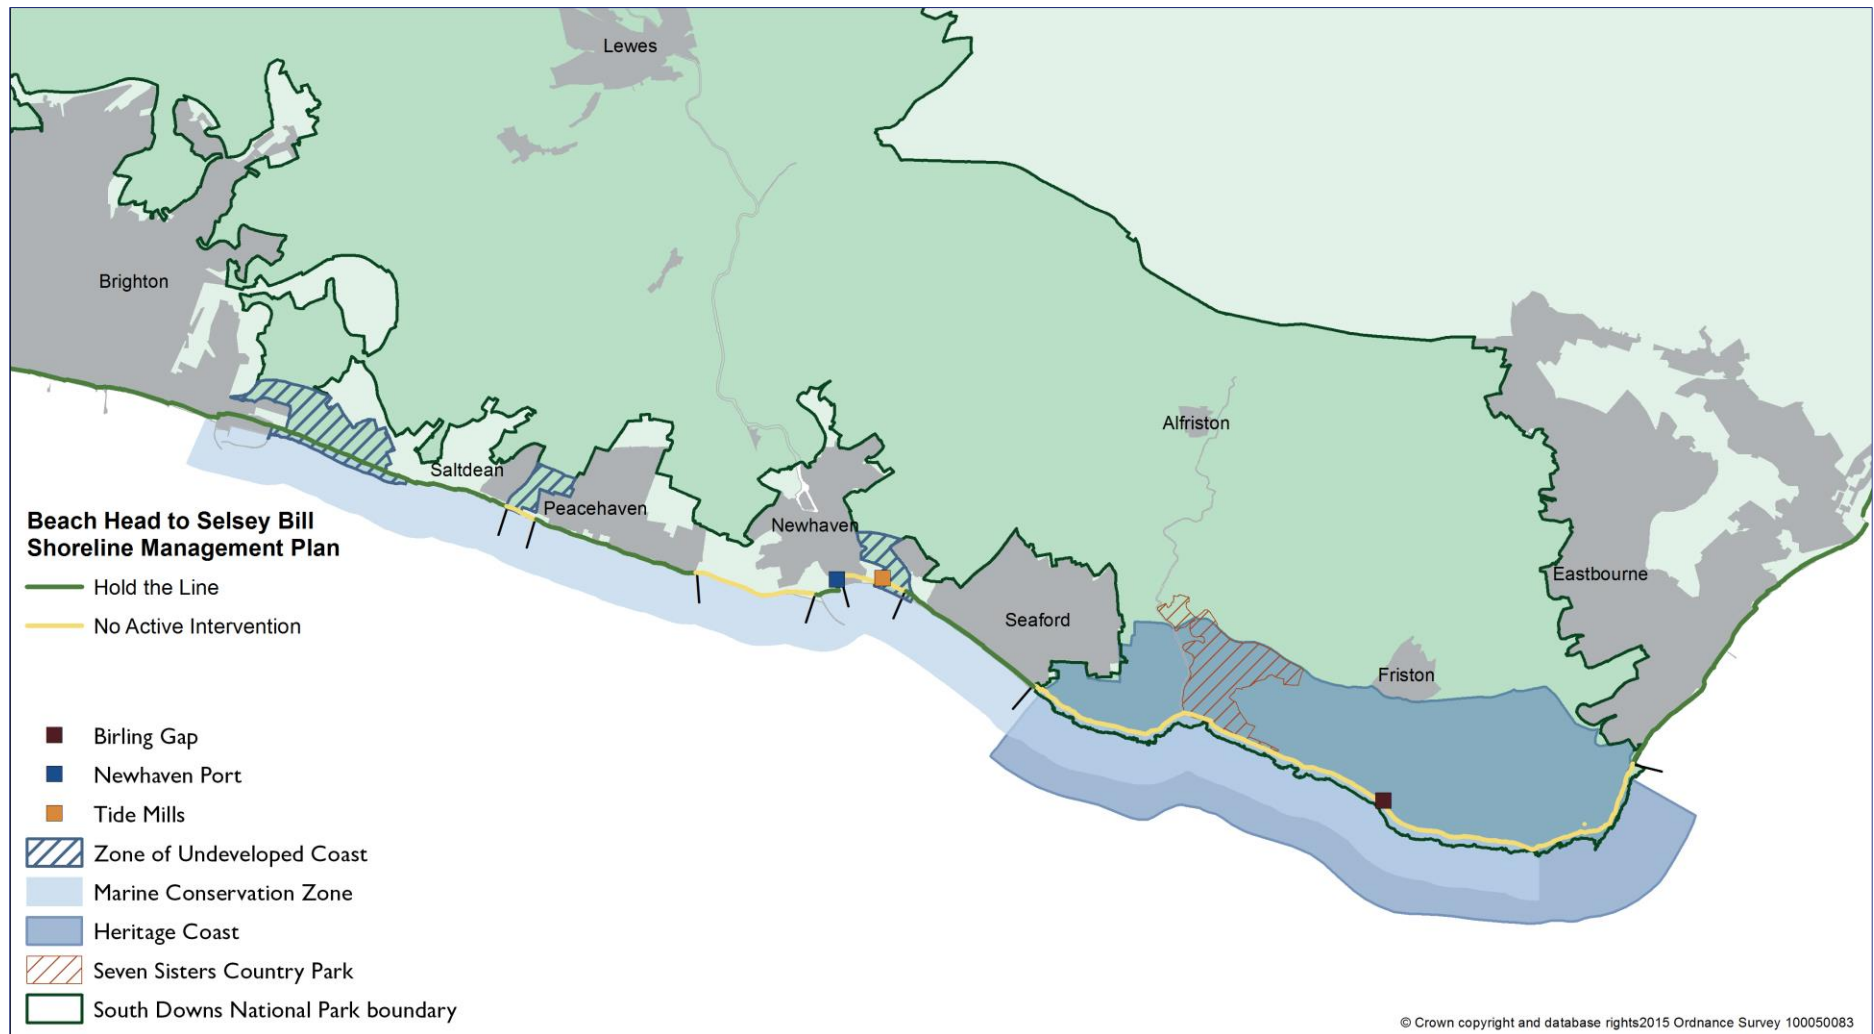 Lewes
Brighton
Alfriston
Saltdean
Peacehaven
Newhaven
Eastbourne
Seaford
Friston
Beach Head to Selsey Bill
Shoreline Management Plan
Hold the Line
No Active Intervention
Birling Gap
Newhaven Port
Tide Mills
Zone of Undeveloped Coast
Marine Conservation Zone
Heritage Coast
Seven Sisters Country Park
South Downs National Park boundary
© Crown copyright and database rights2015 Ordnance Survey 100050083